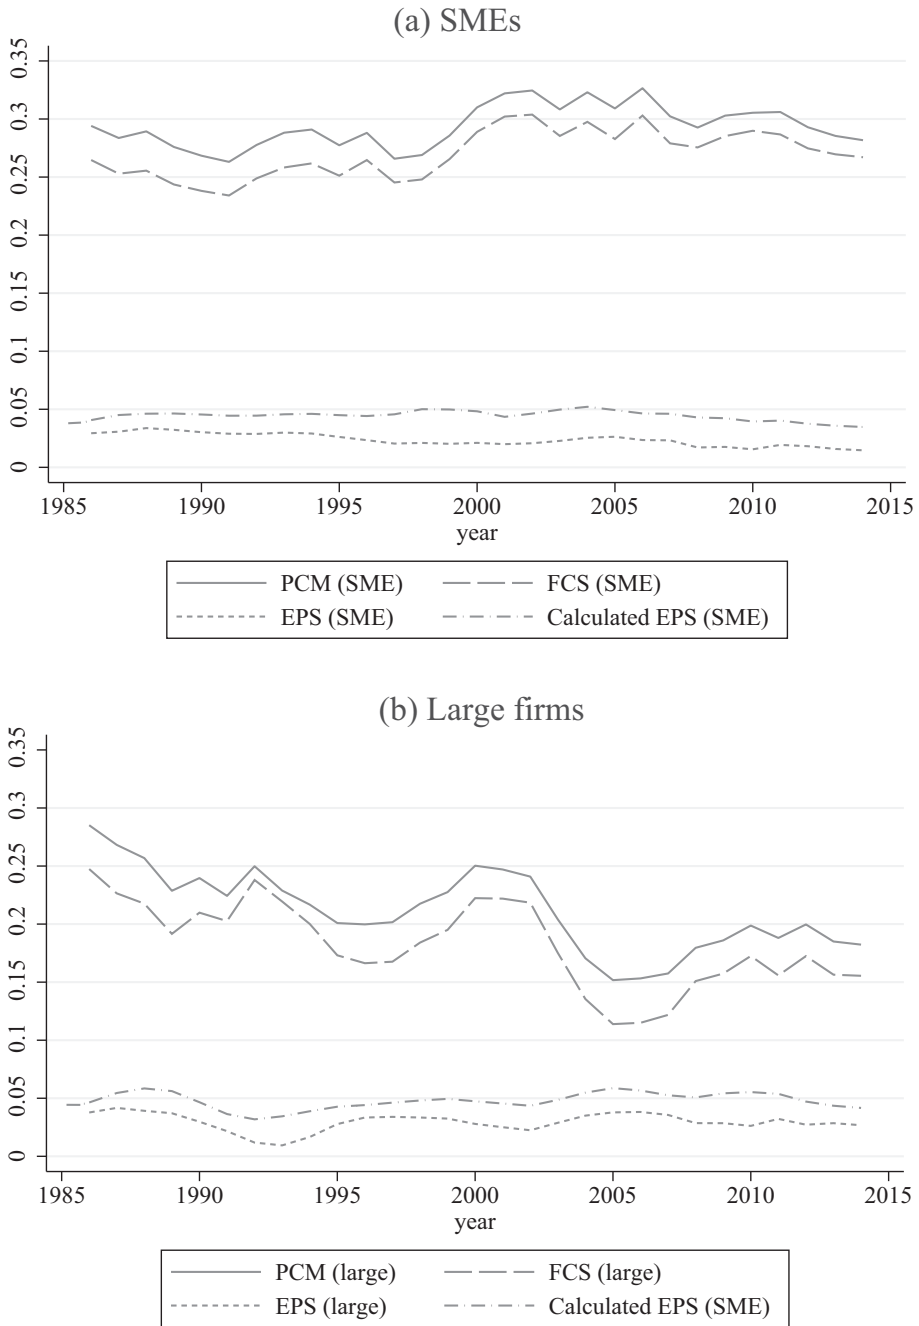 (a) SMEs
0.35
0.3
0.25
0.2
0.15
0.1
0.05
0
1985 1990 1995 2000 2005 2010 2015
year
PCM (SME) FCS (SME)
EPS (SME) Calculated EPS (SME)
(b) Large firms
0.35
0.3
0.25
0.2
0.15
0.1
0.05
0
1985 1990 1995 2000 2005 2010 2015
year
PCM (large) FCS (large)
EPS (large) Calculated EPS (SME)